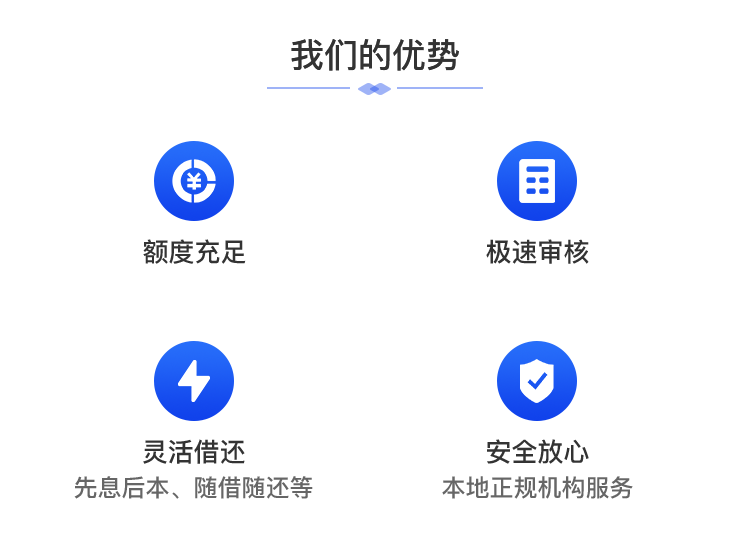 我们的优势
额度充足
极速审核
灵活借还
先息后本、随借随还等
安全放心
本地正规机构服务